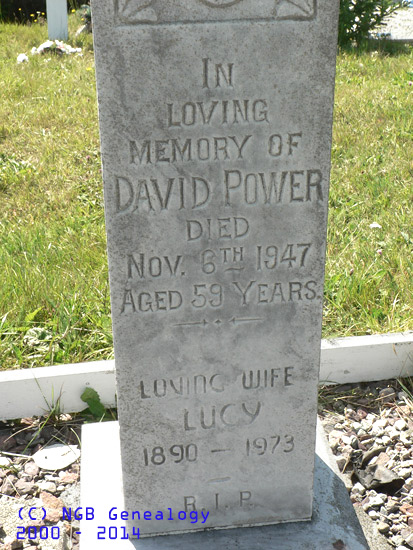 IN
LOVING
MEMORY OF
DAVID POWER
DIED
NOV. 6TH 1947
AGED 59 YEARS.
LOVING WIFE
LUCY
1890 - 1973
R.I.P.
(C) NGB Genealogy
2000 - 2014